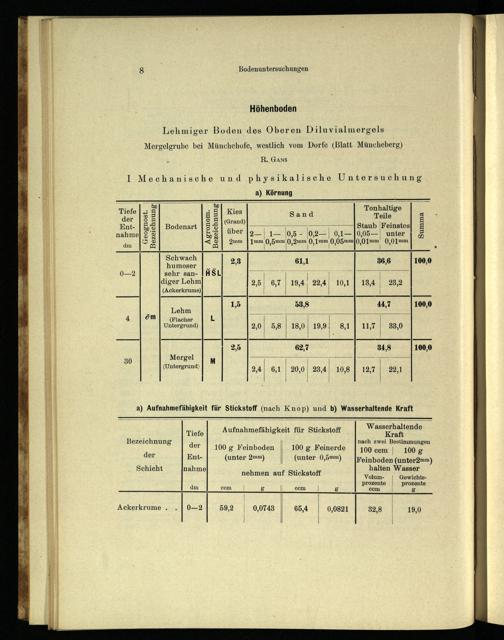 8
Bodenuntersuchungen
Höhenboden
Lehmiger Boden des Oberen Diluvialmergels
Mergelgrube bei Münchehofe, westlich vom Dorfe (Blatt Müncheberg)
R. GANS
I Mechanische und physikalische Untersuchung
a) Körnung
Tiefe der Ent-nahme dm | Geognost. Bezeichnung | Bodenart | Agronom. Bezeichnung | Kies (Grand) über 2mm | Sand | Tonhaltige Teile | Summa
2—1mm | 1—0,5mm | 0,5-0,2mm | 0,2—0,1mm | 0,1—0,05mm | Staub 0,05—0,01mm | Feinstes unter 0,01mm
0—2 | Schwach humoser sehr san-diger Lehm (Ackerkrume) | H̆ S̆ L | 2,3 | 61,1 | 36,6 | 100,0
2,5 | 6,7 | 19,4 | 22,4 | 10,1 | 13,4 | 23,2
4 | ∂m | Lehm (Flacher Untergrund) | L | 1,5 | 53,8 | 44,7 | 100,0
2,0 | 5,8 | 18,0 | 19,9 | 8,1 | 11,7 | 33,0
30 | Mergel (Untergrund) | M | 2,5 | 62,7 | 34,8 | 100,0
2,4 | 6,1 | 20,0 | 23,4 | 10,8 | 12,7 | 22,1
a) Aufnahmefähigkeit für Stickstoff (nach Knop) und b) Wasserhaltende Kraft
Bezeichnung der Schicht | Tiefe der Ent-nahme dm | Aufnahmefähigkeit für Stickstoff | Wasserhaltende Kraft nach zwei Bestimmungen
100 g Feinboden (unter 2mm) | 100 g Feinerde (unter 0,5mm) | 100 ccm | 100 g
Feinboden (unter 2mm) halten Wasser
nehmen auf Stickstoff | Volum-prozente | Gewichts-prozente
ccm | g | ccm | g | ccm | g
Ackerkrume . . | 0—2 | 59,2 | 0,0743 | 65,4 | 0,0821 | 32,8 | 19,0